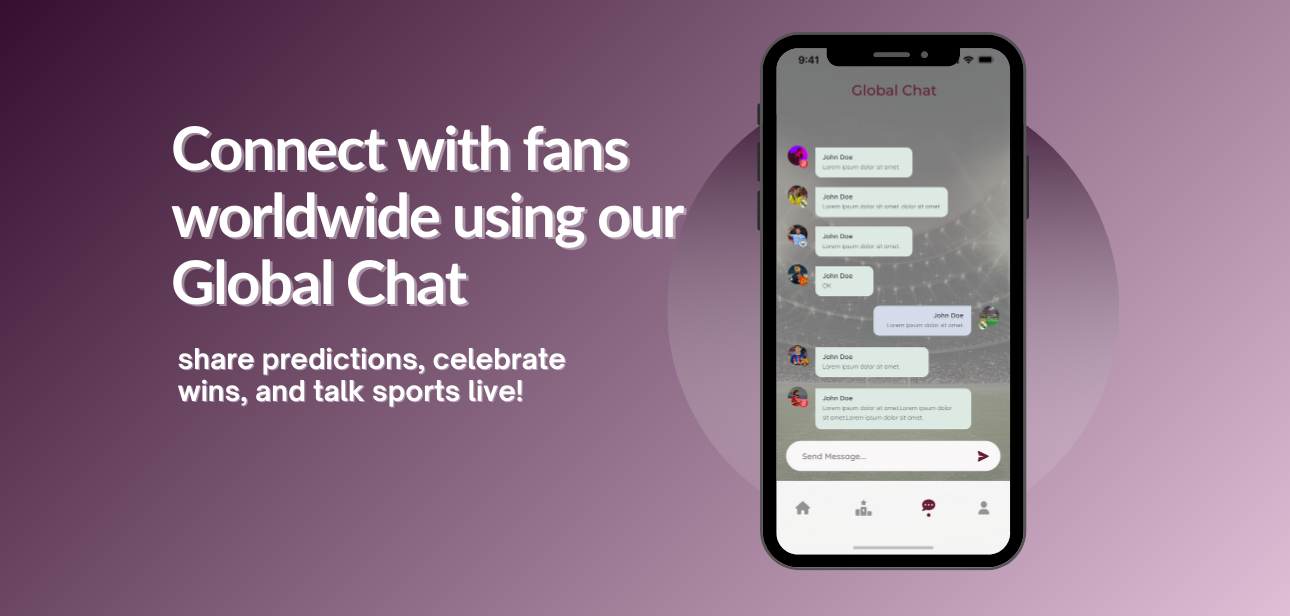 Connect with fans
worldwide using our
Global Chat
share predictions, celebrate
wins, and talk sports live!
9:41
Global Chat
John Doe
Lorem ipsum dolor sit amet.
John Doe
Lorem ipsum dolor sit amet. dolor sit amet.
John Doe
Lorem ipsum dolor sit amet.
John Doe
OK
John Doe
Lorem ipsum dolor sit amet.
John Doe
Lorem ipsum dolor sit amet.
John Doe
Lorem ipsum dolor sit amet.Lorem ipsum dolor
sit amet.Lorem ipsum dolor sit amet.
Send Message...